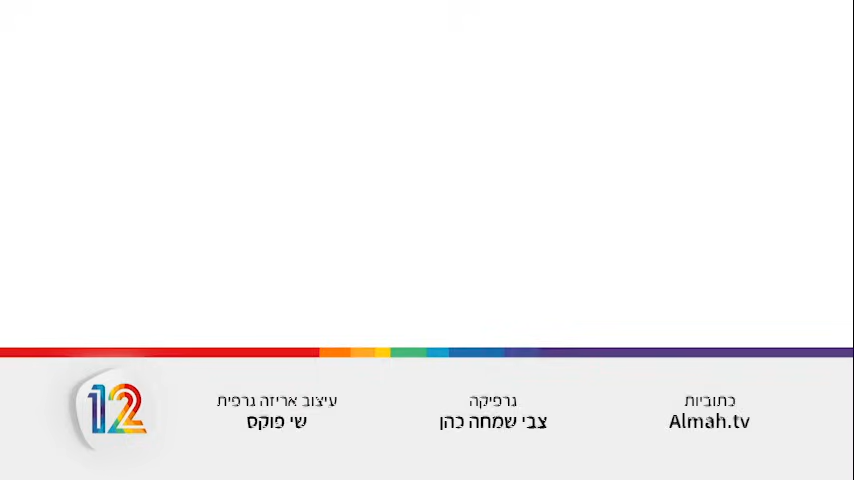 כתוביות
Almah.tv
גרפיקה
צבי שמחה כהן
עיצוב אריזה גרפית
שי פוקס
12